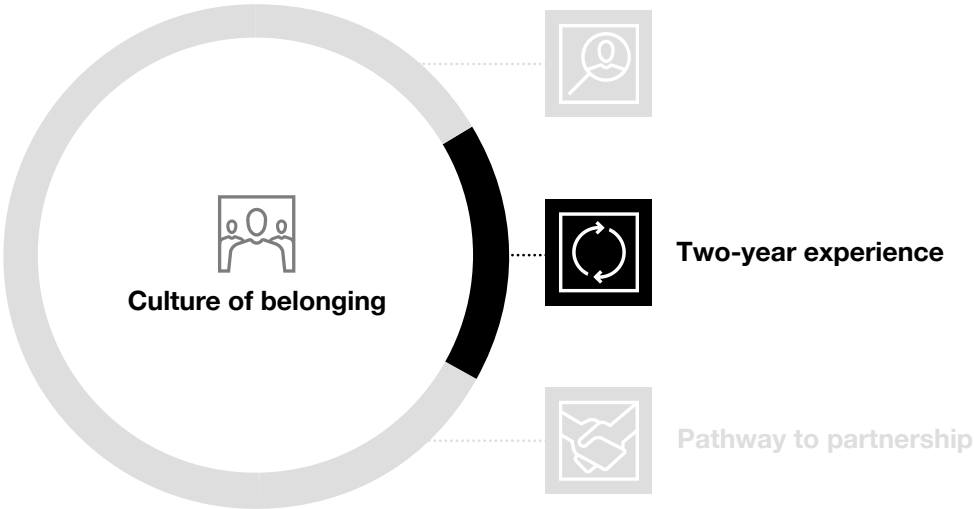 Two-year experience
Culture of belonging
Pathway to partnership